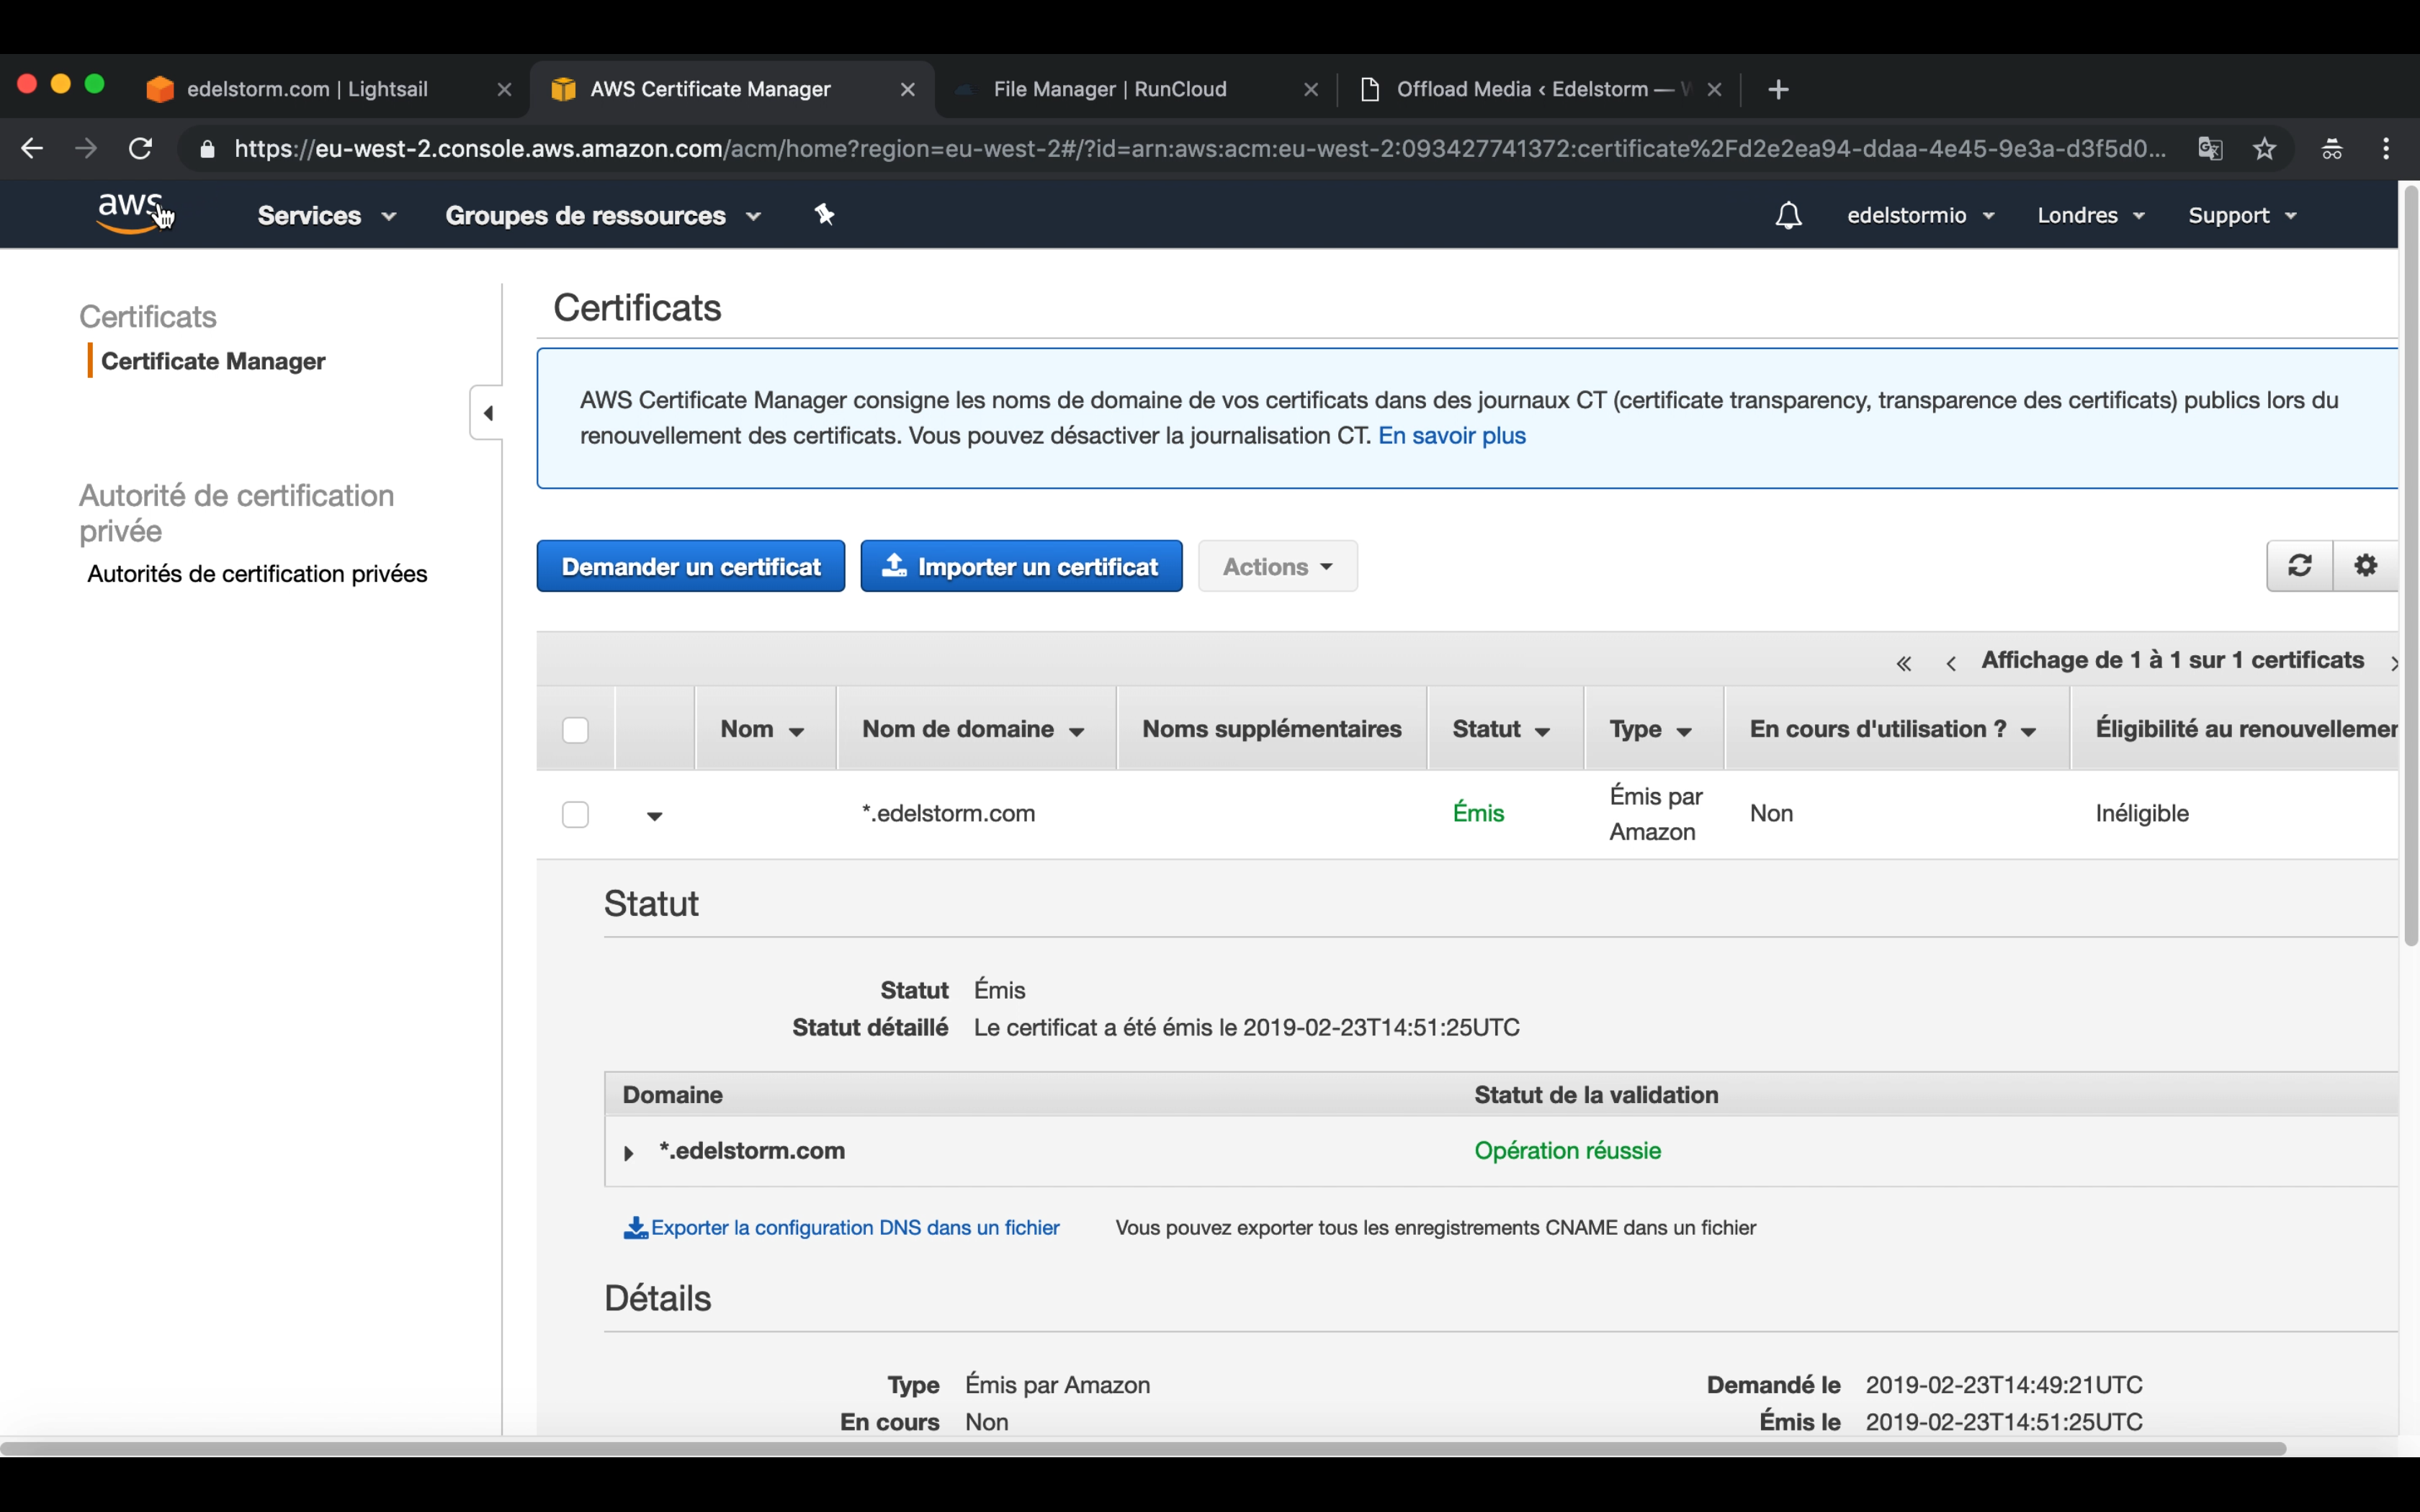 edelstorm.com | Lightsail
AWS Certificate Manager
File Manager | RunCloud
Offload Media ‹ Edelstorm —
https://eu-west-2.console.aws.amazon.com/acm/home?region=eu-west-2#/?id=arn:aws:acm:eu-west-2:093427741372:certificate%2Fd2e2ea94-ddaa-4e45-9e3a-d3f5d0...
aws
Services
Groupes de ressources
edelstormio
Londres
Support
Certificats
Certificate Manager
Autorité de certification
privée
Autorités de certification privées
Certificats
AWS Certificate Manager consigne les noms de domaine de vos certificats dans des journaux CT (certificate transparency, transparence des certificats) publics lors du
renouvellement des certificats. Vous pouvez désactiver la journalisation CT. En savoir plus
Demander un certificat
Importer un certificat
Actions
« ‹ Affichage de 1 à 1 sur 1 certificats ›
Nom
Nom de domaine
Noms supplémentaires
Statut
Type
En cours d'utilisation ?
Éligibilité au renouvellemen
*.edelstorm.com
Émis
Émis par
Amazon
Non
Inéligible
Statut
Statut Émis
Statut détaillé Le certificat a été émis le 2019-02-23T14:51:25UTC
Domaine
Statut de la validation
*.edelstorm.com
Opération réussie
Exporter la configuration DNS dans un fichier
Vous pouvez exporter tous les enregistrements CNAME dans un fichier
Détails
Type Émis par Amazon
Demandé le 2019-02-23T14:49:21UTC
En cours Non
Émis le 2019-02-23T14:51:25UTC